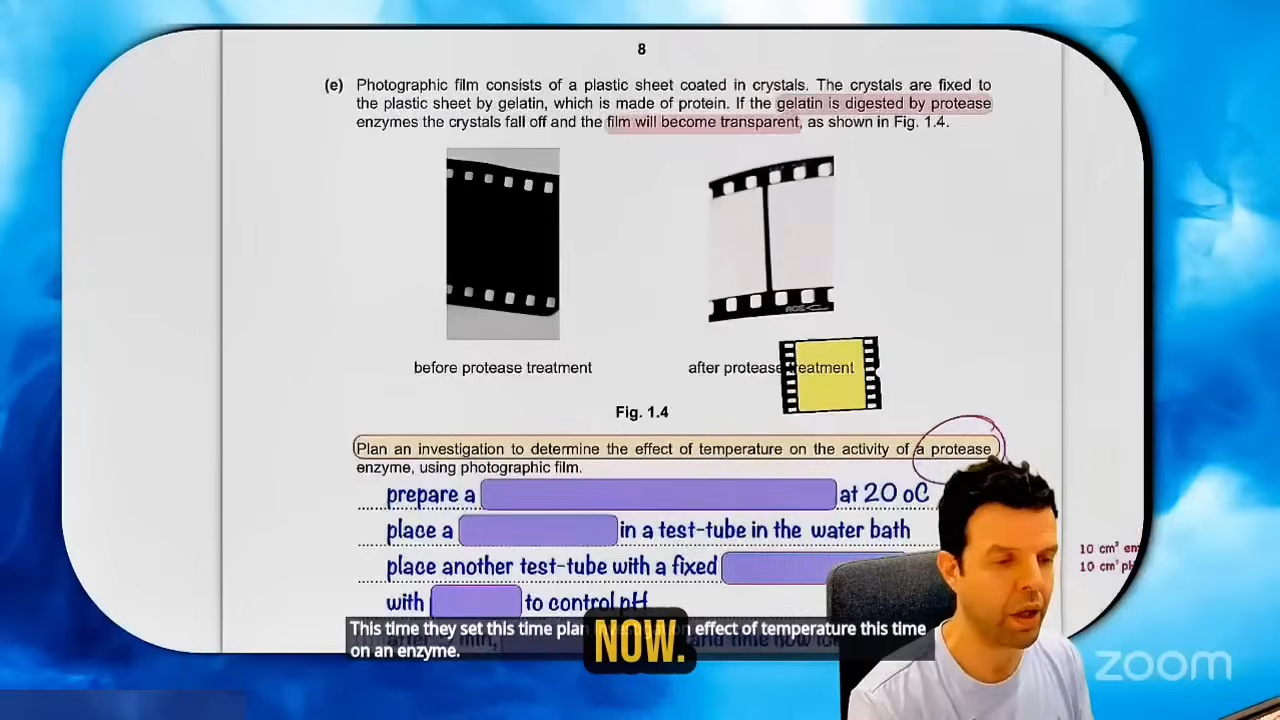 8
(e) Photographic film consists of a plastic sheet coated in crystals. The crystals are fixed to
the plastic sheet by gelatin, which is made of protein. If the gelatin is digested by protease
enzymes the crystals fall off and the film will become transparent, as shown in Fig. 1.4.
before protease treatment
after protease treatment
Fig. 1.4
Plan an investigation to determine the effect of temperature on the activity of a protease
enzyme, using photographic film.
prepare a at 20 oC
place a in a test-tube in the water bath
place another test-tube with a fixed
10 cm³
10 cm³
with to control pH
This time they set this time plan effect of temperature this time
on an enzyme.
NOW.
zoom